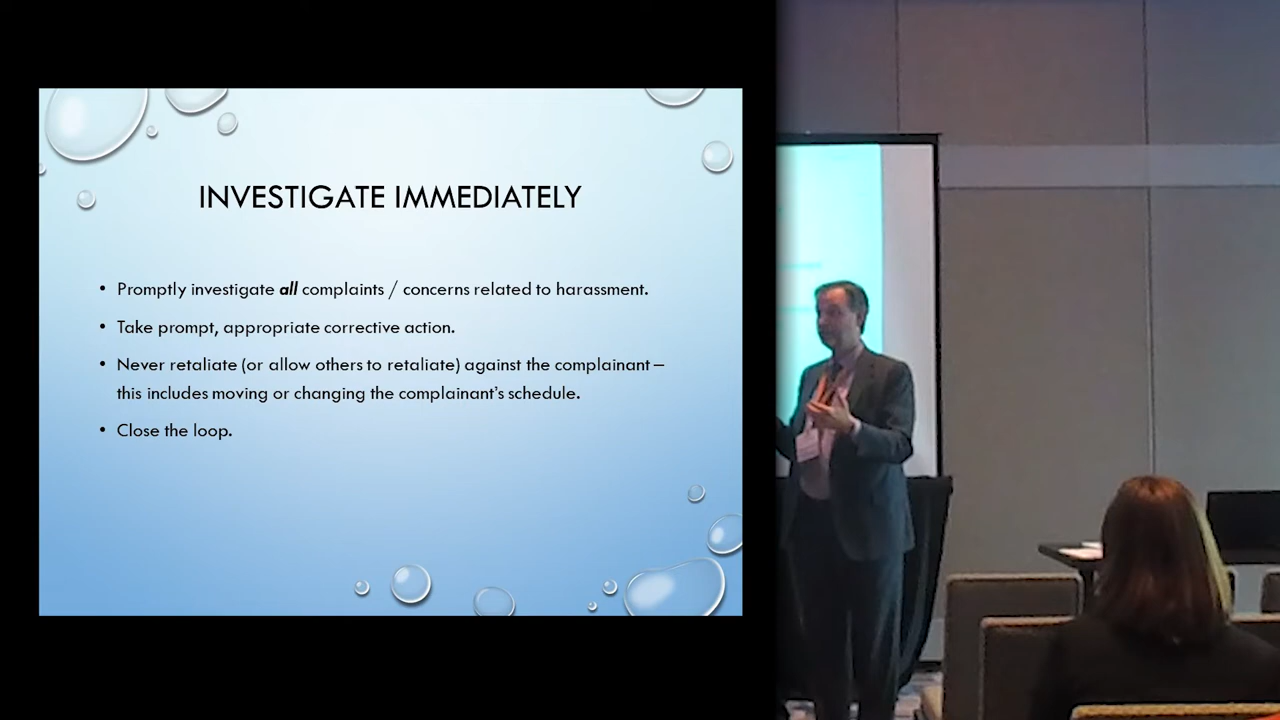 INVESTIGATE IMMEDIATELY
• Promptly investigate all complaints / concerns related to harassment.
• Take prompt, appropriate corrective action.
• Never retaliate (or allow others to retaliate) against the complainant –
this includes moving or changing the complainant's schedule.
• Close the loop.